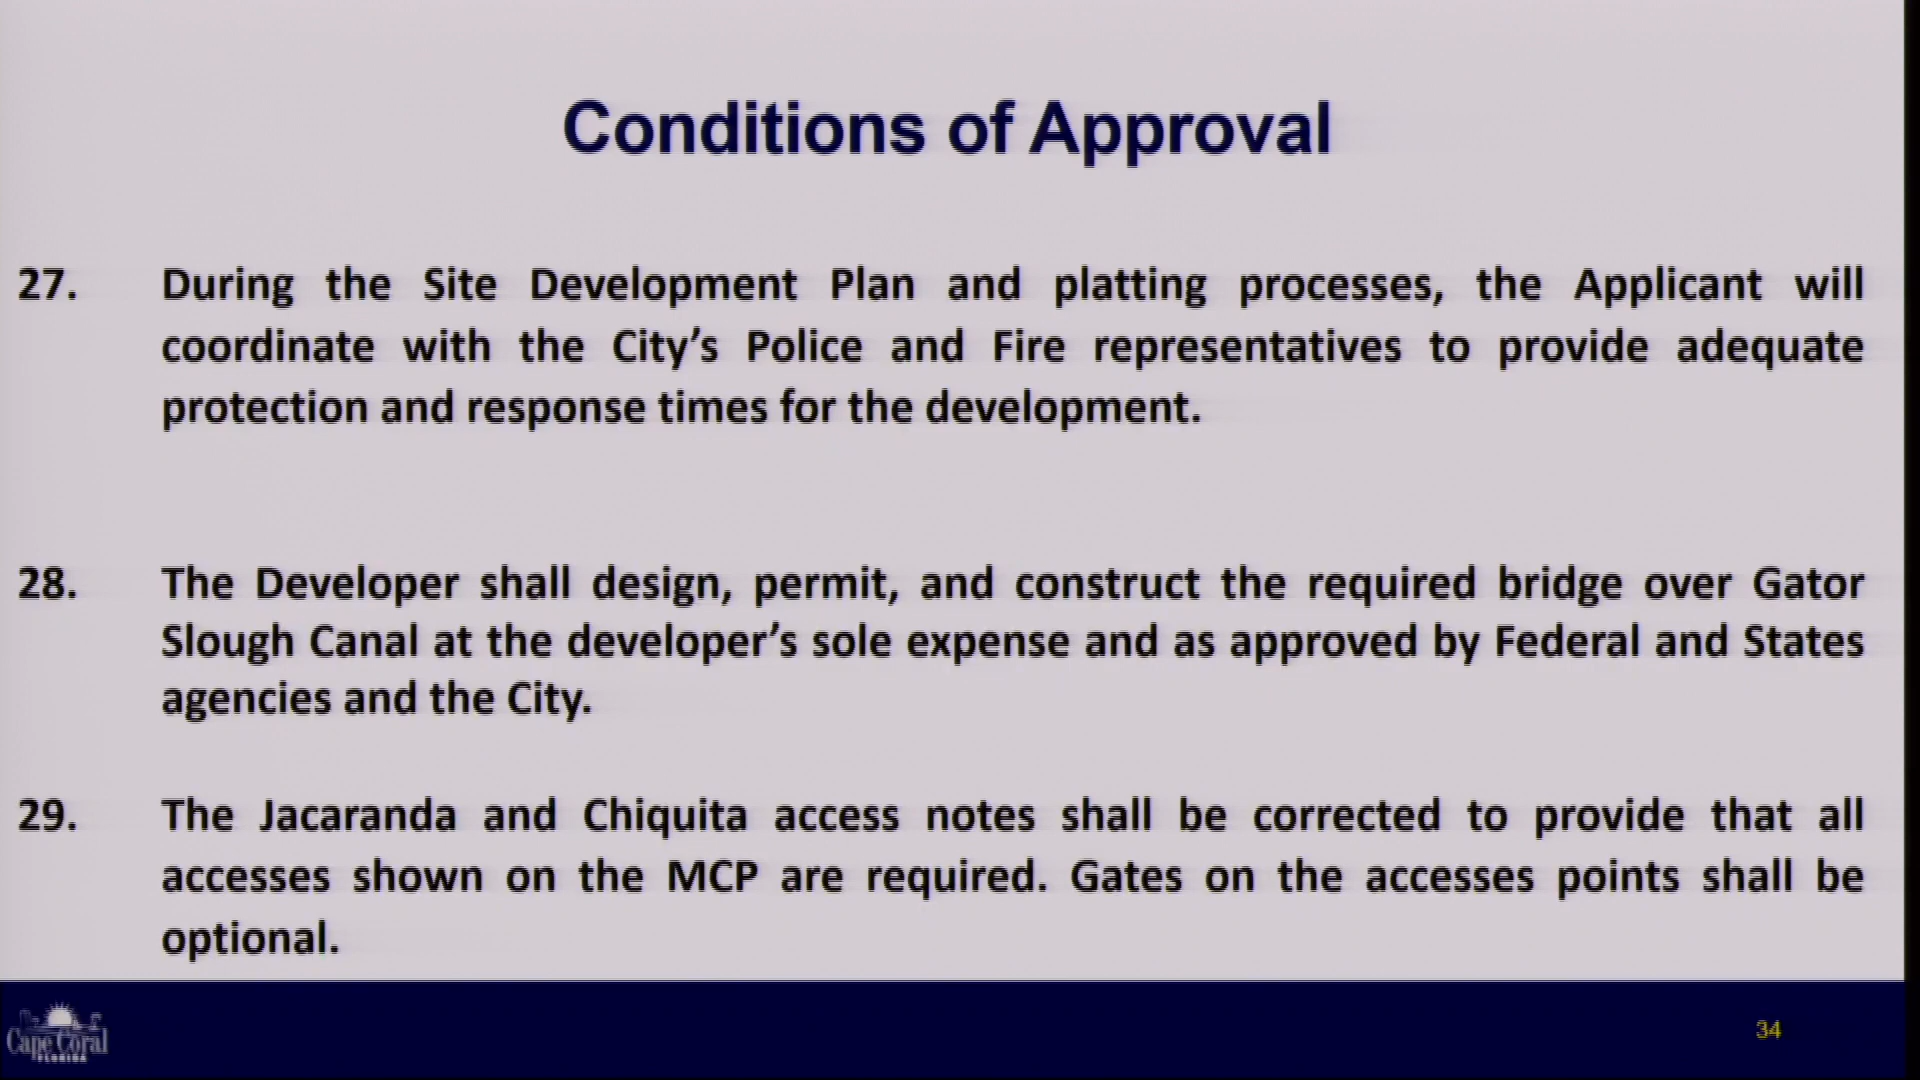 Conditions of Approval
27. During the Site Development Plan and platting processes, the Applicant will
coordinate with the City's Police and Fire representatives to provide adequate
protection and response times for the development.
28. The Developer shall design, permit, and construct the required bridge over Gator
Slough Canal at the developer's sole expense and as approved by Federal and States
agencies and the City.
29. The Jacaranda and Chiquita access notes shall be corrected to provide that all
accesses shown on the MCP are required. Gates on the accesses points shall be
optional.
Cape Coral
FLORIDA
34